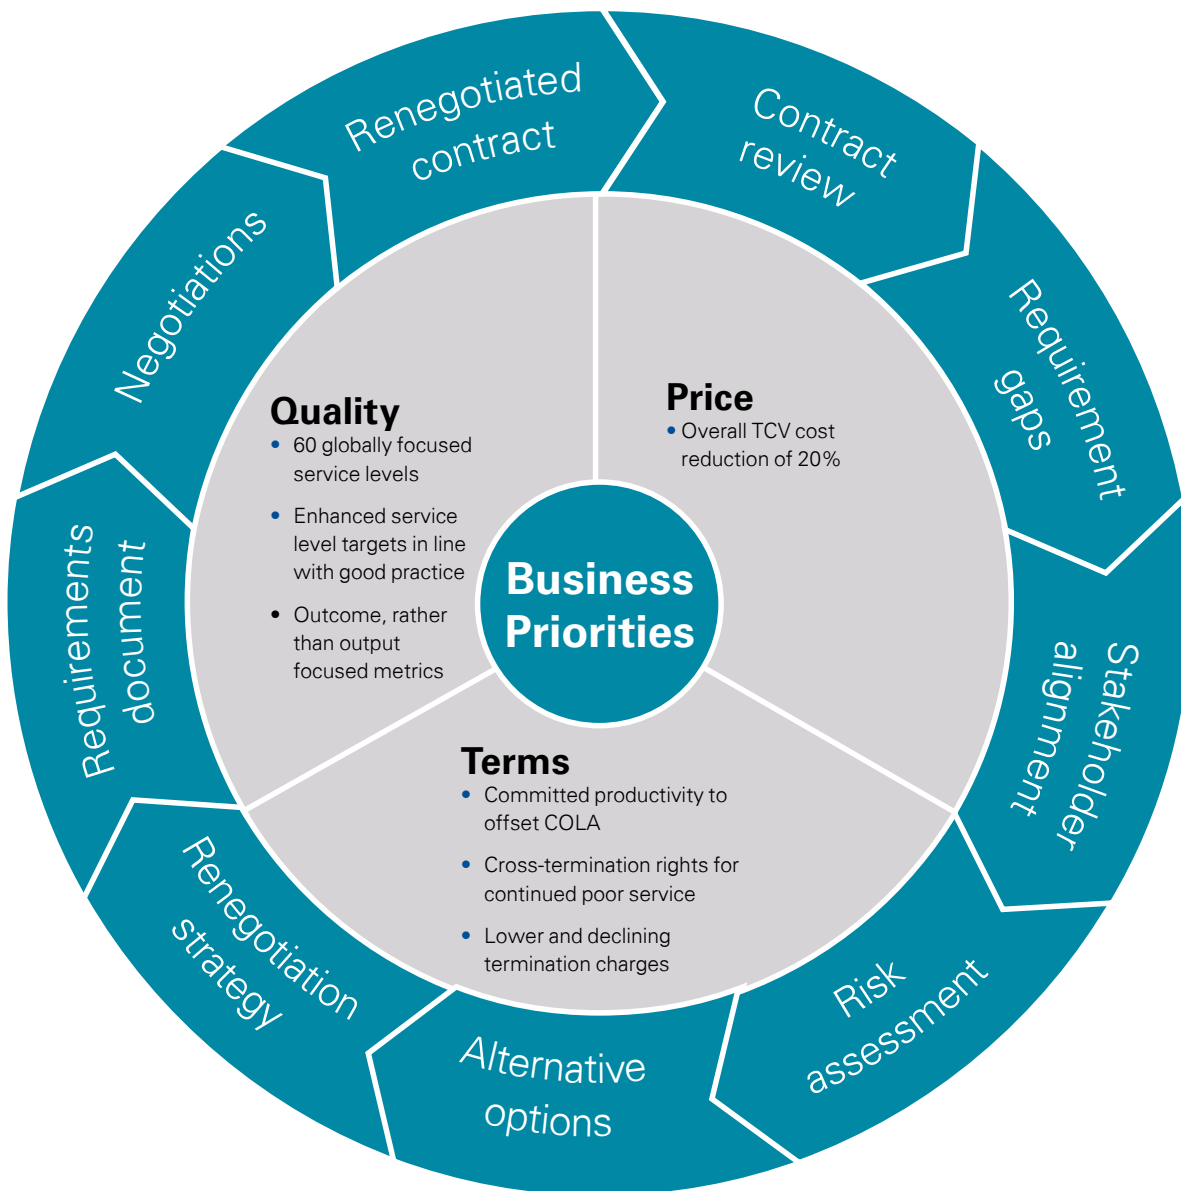 Renegotiated
contract
Contract
review
Requirement
gaps
Stakeholder
alignment
Risk
assessment
Alternative
options
Renegotiation
strategy
Requirements
document
Negotiations
Quality
• 60 globally focused
service levels
• Enhanced service
level targets in line
with good practice
• Outcome, rather
than output
focused metrics
Price
• Overall TCV cost
reduction of 20%
Business
Priorities
Terms
• Committed productivity to
offset COLA
• Cross-termination rights for
continued poor service
• Lower and declining
termination charges